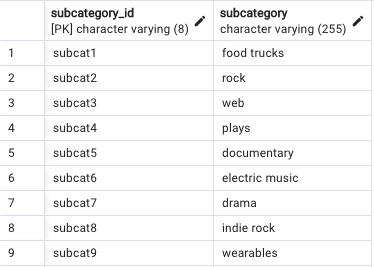 subcategory_id subcategory
[PK] character varying (8) character varying (255)
1 subcat1 food trucks
2 subcat2 rock
3 subcat3 web
4 subcat4 plays
5 subcat5 documentary
6 subcat6 electric music
7 subcat7 drama
8 subcat8 indie rock
9 subcat9 wearables